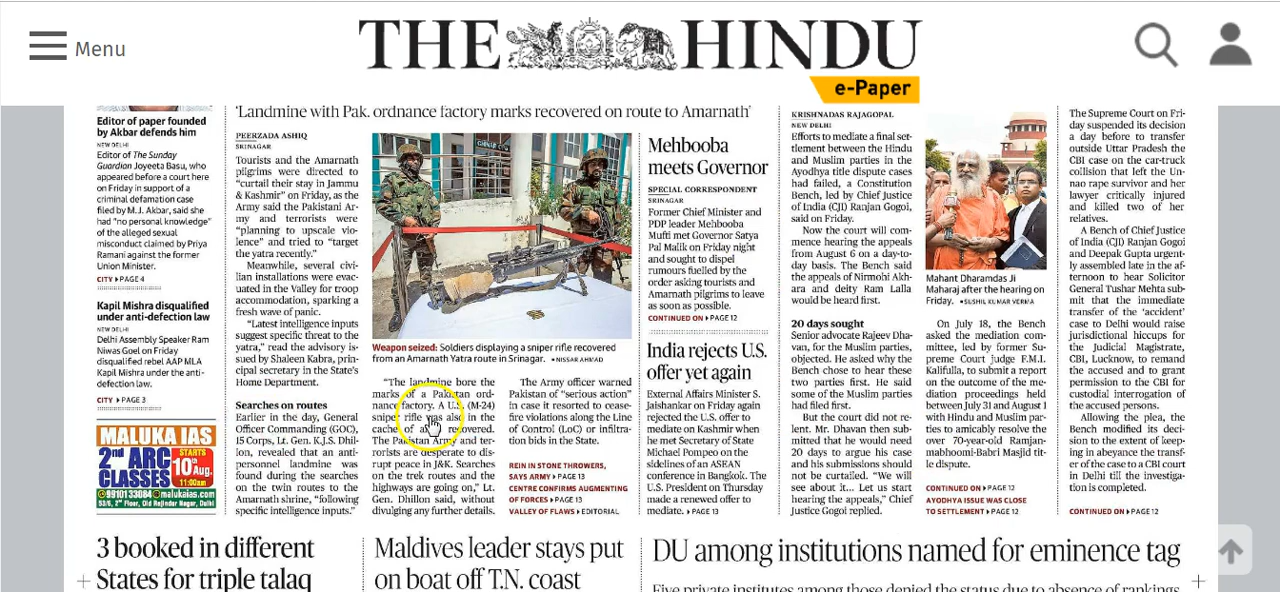 Menu
THE HINDU
e-Paper
'Landmine with Pak. ordnance factory marks recovered on route to Amarnath'
Editor of paper founded
by Akbar defends him
NEW DELHI
Editor of The Sunday
Guardian Joyeeta Basu, who
appeared before a court here
on Friday in support of a
criminal defamation case
filed by M.J. Akbar, said she
had "no personal knowledge"
of the alleged sexual
misconduct claimed by Priya
Ramani against the former
Union Minister.
CITY PAGE 4
Kapil Mishra disqualified
under anti-defection law
NEW DELHI
Delhi Assembly Speaker Ram
Niwas Goel on Friday
disqualified rebel AAP MLA
Kapil Mishra under the anti-
defection law.
CITY PAGE 3
MALUKA IAS
2nd ARC
CLASSES
STARTS
10th Aug.
11:00am
9910133084 malukaias.com
53/6, 2nd Floor, Old Rajinder Nagar, Delhi
PEERZADA ASHIQ
SRINAGAR
Tourists and the Amarnath
pilgrims were directed to
"curtail their stay in Jammu
& Kashmir" on Friday, as the
Army said the Pakistani Ar-
my and terrorists were
"planning to upscale vio-
lence" and tried to "target
the yatra recently."
Meanwhile, several civi-
lian installations were evac-
uated in the Valley for troop
accommodation, sparking a
fresh wave of panic.
"Latest intelligence inputs
suggest specific threat to the
yatra," read the advisory is-
sued by Shaleen Kabra, prin-
cipal secretary in the State's
Home Department.
Searches on routes
Earlier in the day, General
Officer Commanding (GOC),
15 Corps, Lt. Gen. K.J.S. Dhil-
lon, revealed that an anti-
personnel landmine was
found during the searches
on the twin routes to the
Amarnath shrine, "following
specific intelligence inputs."
Weapon seized: Soldiers displaying a sniper rifle recovered
from an Amarnath Yatra route in Srinagar. NISSAR AHMAD
"The landmine bore the
marks of a Pakistan ord-
nance factory. A U.S. (M-24)
sniper rifle was also in the
cache of recovered.
The Pakistan Army and ter-
rorists are desperate to dis-
rupt peace in J&K. Searches
on the trek routes and the
highways are going on," Lt.
Gen. Dhillon said, without
divulging any further details.
The Army officer warned
Pakistan of "serious action"
in case it resorted to cease-
fire violations along the Line
of Control (LoC) or infiltra-
tion bids in the State.
REIN IN STONE THROWERS,
SAYS ARMY PAGE 13
CENTRE CONFIRMS AUGMENTING
OF FORCES PAGE 13
VALLEY OF FLAWS EDITORIAL
Mehbooba
meets Governor
SPECIAL CORRESPONDENT
SRINAGAR
Former Chief Minister and
PDP leader Mehbooba
Mufti met Governor Satya
Pal Malik on Friday night
and sought to dispel
rumours fuelled by the
order asking tourists and
Amarnath pilgrims to leave
as soon as possible.
CONTINUED ON PAGE 12
India rejects U.S.
offer yet again
External Affairs Minister S.
Jaishankar on Friday again
rejected the U.S. offer to
mediate on Kashmir when
he met Secretary of State
Michael Pompeo on the
sidelines of an ASEAN
conference in Bangkok. The
U.S. President on Thursday
made a renewed offer to
mediate. PAGE 13
KRISHNADAS RAJAGOPAL
NEW DELHI
Efforts to mediate a final set-
tlement between the Hindu
and Muslim parties in the
Ayodhya title dispute cases
had failed, a Constitution
Bench, led by Chief Justice
of India (CJI) Ranjan Gogoi,
said on Friday.
Now the court will com-
mence hearing the appeals
from August 6 on a day-to-
day basis. The Bench said
the appeals of Nirmohi Akh-
ara and deity Ram Lalla
would be heard first.
20 days sought
Senior advocate Rajeev Dha-
van, for the Muslim parties,
objected. He asked why the
Bench chose to hear these
two parties first. He said
some of the Muslim parties
had filed first.
But the court did not re-
lent. Mr. Dhavan then sub-
mitted that he would need
20 days to argue his case
and his submissions should
not be curtailed. "We will
see about it... Let us start
hearing the appeals," Chief
Justice Gogoi replied.
Mahant Dharamdas Ji
Maharaj after the hearing on
Friday. SUSHIL KUMAR VERMA
On July 18, the Bench
asked the mediation com-
mittee, led by former Su-
preme Court judge F.M.I.
Kalifulla, to submit a report
on the outcome of the me-
diation proceedings held
between July 31 and August 1
with Hindu and Muslim par-
ties to amicably resolve the
over 70-year-old Ramjan-
mabhoomi-Babri Masjid tit-
le dispute.
CONTINUED ON PAGE 12
AYODHYA ISSUE WAS CLOSE
TO SETTLEMENT PAGE 12
The Supreme Court on Fri-
day suspended its decision
a day before to transfer
outside Uttar Pradesh the
CBI case on the car-truck
collision that left the Un-
nao rape survivor and her
lawyer critically injured
and killed two of her
relatives.
A Bench of Chief Justice
of India (CJI) Ranjan Gogoi
and Deepak Gupta urgent-
ly assembled late in the af-
ternoon to hear Solicitor
General Tushar Mehta sub-
mit that the immediate
transfer of the 'accident'
case to Delhi would raise
jurisdictional hiccups for
the Judicial Magistrate,
CBI, Lucknow, to remand
the accused and to grant
permission to the CBI for
custodial interrogation of
the accused persons.
Allowing the plea, the
Bench modified its deci-
sion to the extent of keep-
ing in abeyance the trans-
fer of the case to a CBI court
in Delhi till the investiga-
tion is completed.
CONTINUED ON PAGE 12
3 booked in different
States for triple talaq
Maldives leader stays put
on boat off T.N. coast
DU among institutions named for eminence tag
Five private institutes among those denied the status due to absence of rankings